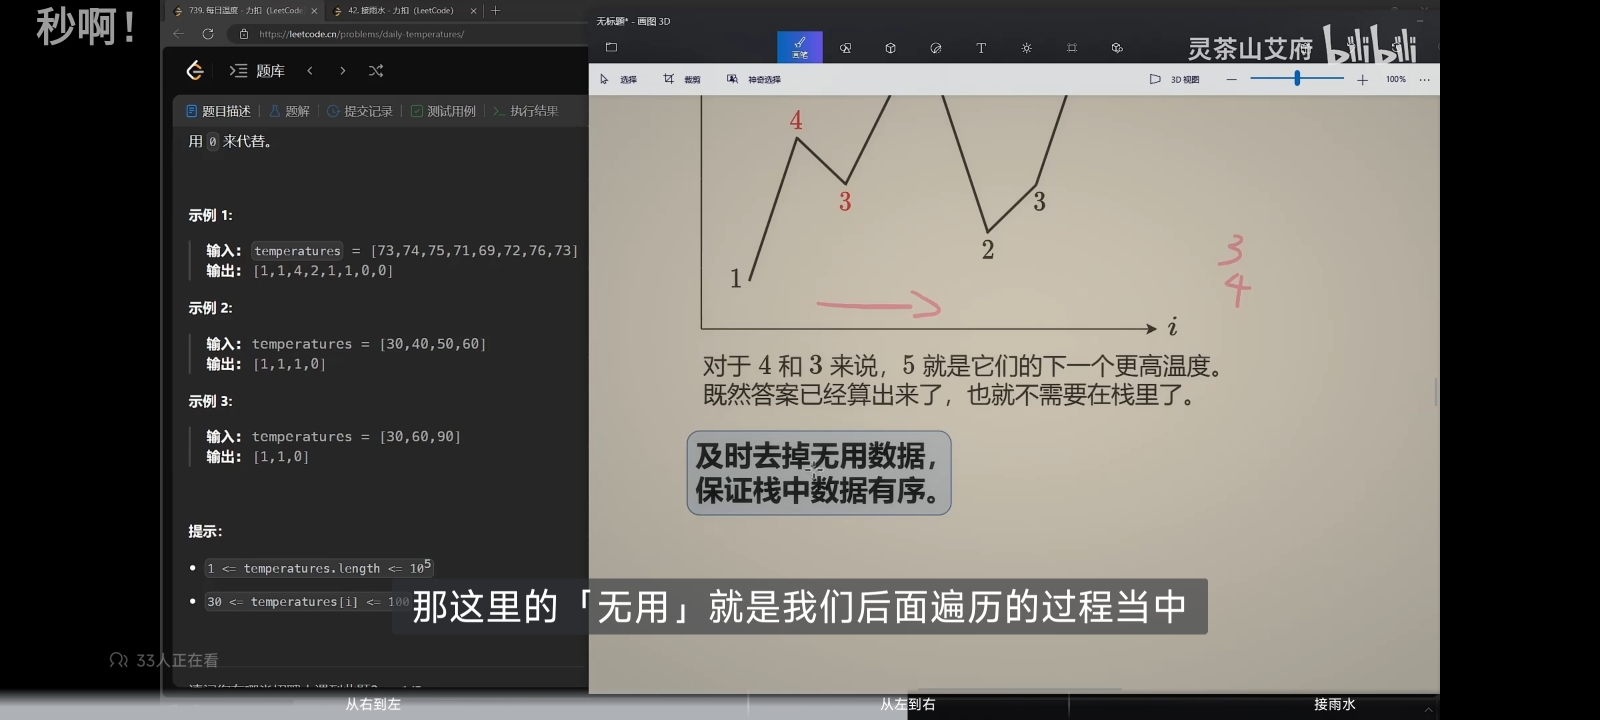 秒啊！
739. 每日温度 - 力扣 (LeetCode)
42. 接雨水 - 力扣 (LeetCode)
https://leetcode.cn/problems/daily-temperatures/
题库
题目描述
题解
提交记录
测试用例
执行结果
用 0 来代替。
示例 1:
输入: temperatures = [73,74,75,71,69,72,76,73]
输出: [1,1,4,2,1,1,0,0]
示例 2:
输入: temperatures = [30,40,50,60]
输出: [1,1,1,0]
示例 3:
输入: temperatures = [30,60,90]
输出: [1,1,0]
提示:
1 <= temperatures.length <= 10⁵
30 <= temperatures[i] <= 100
33人正在看
无标题* - 画图 3D
画笔
T
灵茶山艾府 bilibili
选择
裁剪
神奇选择
3D 视图
100%
4
3
3
2
1
3
4
i
对于 4 和 3 来说，5 就是它们的下一个更高温度。
既然答案已经算出来了，也就不需要在栈里了。
及时去掉无用数据，
保证栈中数据有序。
那这里的「无用」就是我们后面遍历的过程当中
从右到左
从左到右
接雨水